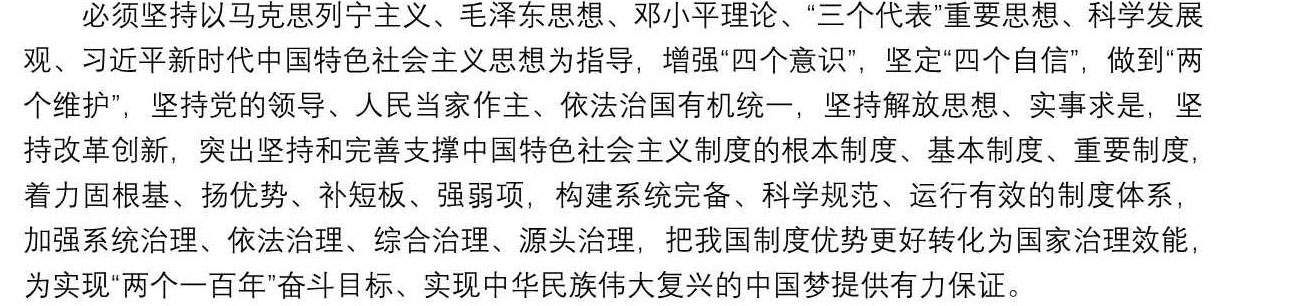 必须坚持以马克思列宁主义、毛泽东思想、邓小平理论、“三个代表”重要思想、科学发展
观、习近平新时代中国特色社会主义思想为指导，增强“四个意识”，坚定“四个自信”，做到“两
个维护”，坚持党的领导、人民当家作主、依法治国有机统一，坚持解放思想、实事求是，坚
持改革创新，突出坚持和完善支撑中国特色社会主义制度的根本制度、基本制度、重要制度，
着力固根基、扬优势、补短板、强弱项，构建系统完备、科学规范、运行有效的制度体系，
加强系统治理、依法治理、综合治理、源头治理，把我国制度优势更好转化为国家治理效能，
为实现“两个一百年”奋斗目标、实现中华民族伟大复兴的中国梦提供有力保证。